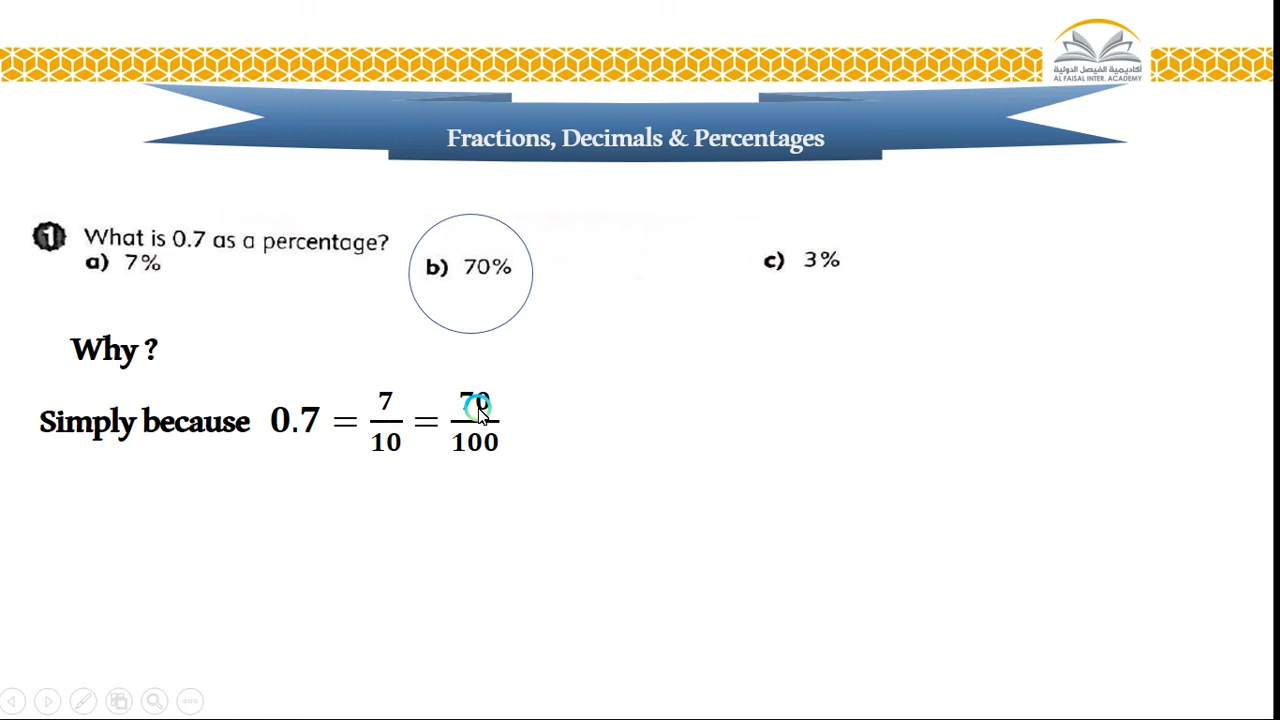 أكاديمية الفيصل الدولية
AL FAISAL INTER. ACADEMY
Fractions, Decimals & Percentages
1 What is 0.7 as a percentage?
a) 7% b) 70% c) 3%
Why ?
Simply because 0.7 = 7/10 = 70/100